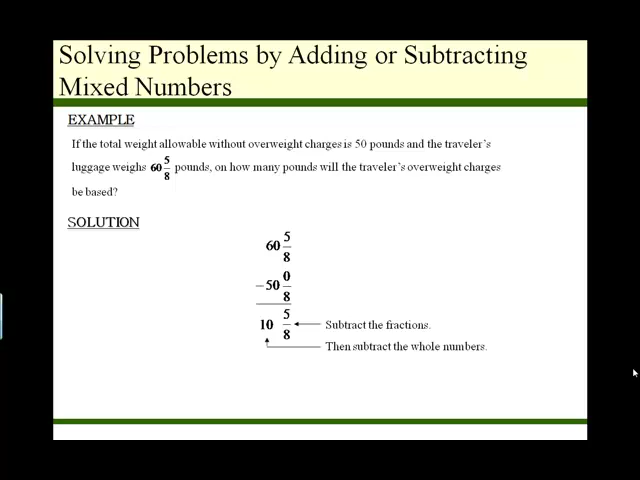 Solving Problems by Adding or Subtracting
Mixed Numbers
EXAMPLE
If the total weight allowable without overweight charges is 50 pounds and the traveler's
luggage weighs 60 5/8 pounds, on how many pounds will the traveler's overweight charges
be based?
SOLUTION
60 5/8
−50 0/8
10 5/8 Subtract the fractions.
Then subtract the whole numbers.